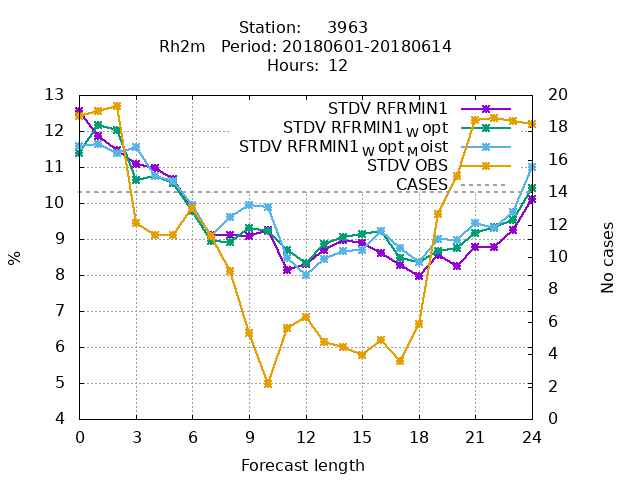 Station: 3963
Rh2m Period: 20180601-20180614
Hours: 12
STDV RFRMIN1
STDV RFRMIN1_W opt
STDV RFRMIN1_W opt_M oist
STDV OBS
CASES
13
12
11
10
9
8
7
6
5
4
%
20
18
16
14
12
10
8
6
4
2
0
No cases
0 3 6 9 12 15 18 21 24
Forecast length